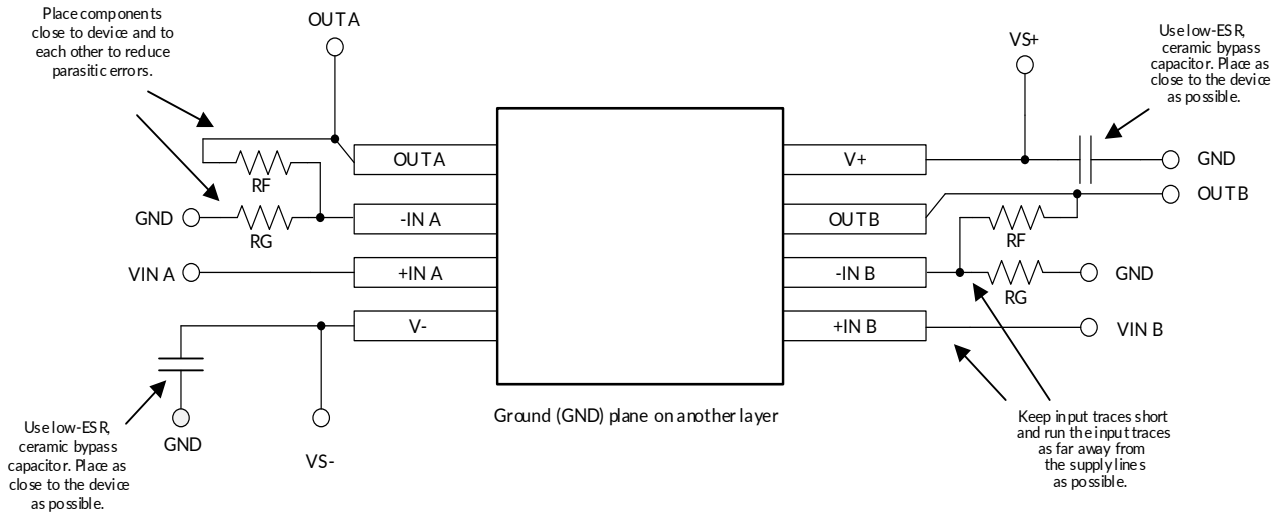 Place components
close to device and to
each other to reduce
parasitic errors.
OUT A
VS+
Use low-ESR,
ceramic bypass
capacitor. Place as
close to the device
as possible.
OUT A
V+
GND
RF
OUT B
OUT B
GND
-IN A
RF
RG
VIN A
+IN A
-IN B
GND
RG
V-
+IN B
VIN B
Ground (GND) plane on another layer
Keep input traces short
and run the input traces
as far away from
the supply lines
as possible.
Use low-ESR,
ceramic bypass
capacitor. Place as
close to the device
as possible.
GND
VS-